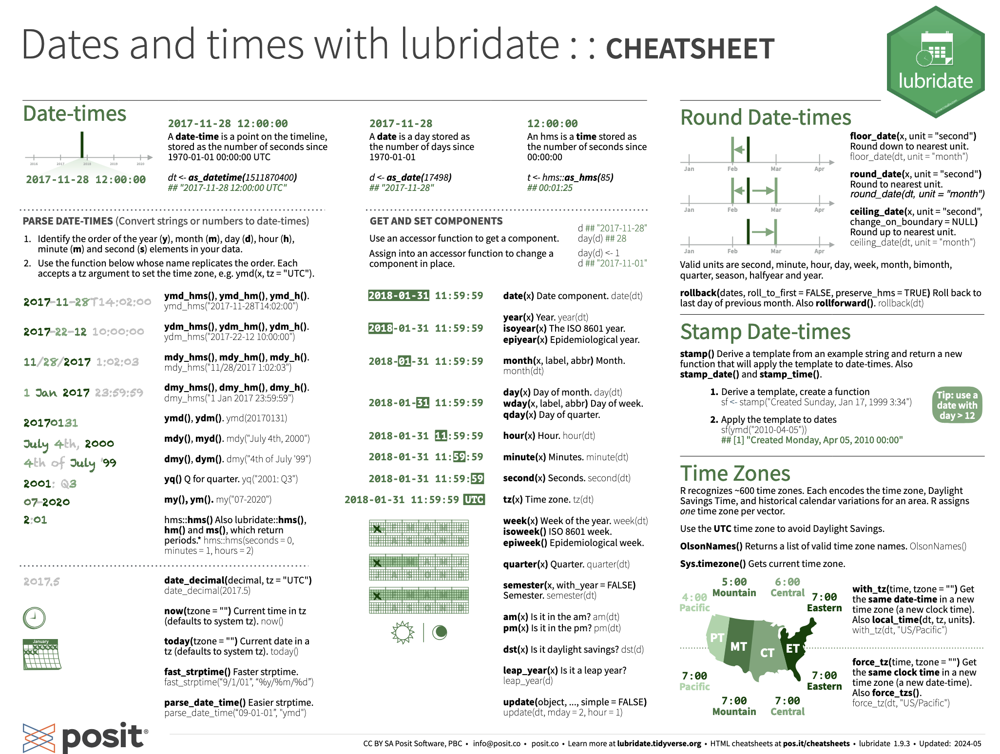 Dates and times with lubridate : : CHEATSHEET
lubridate
www.rstudio.com
Date-times
2016 2017 2018 2019 2020
2017-11-28 12:00:00
2017-11-28 12:00:00
A date-time is a point on the timeline,
stored as the number of seconds since
1970-01-01 00:00:00 UTC
dt <- as_datetime(1511870400)
## "2017-11-28 12:00:00 UTC"
2017-11-28
A date is a day stored as
the number of days since
1970-01-01
d <- as_date(17498)
## "2017-11-28"
12:00:00
An hms is a time stored as
the number of seconds since
00:00:00
t <- hms::as_hms(85)
## 00:01:25
PARSE DATE-TIMES (Convert strings or numbers to date-times)
1. Identify the order of the year (y), month (m), day (d), hour (h),
minute (m) and second (s) elements in your data.
2. Use the function below whose name replicates the order. Each
accepts a tz argument to set the time zone, e.g. ymd(x, tz = "UTC").
2017-11-28T14:02:00
ymd_hms(), ymd_hm(), ymd_h().
ymd_hms("2017-11-28T14:02:00")
2017-22-12 10:00:00
ydm_hms(), ydm_hm(), ydm_h().
ydm_hms("2017-22-12 10:00:00")
11/28/2017 1:02:03
mdy_hms(), mdy_hm(), mdy_h().
mdy_hms("11/28/2017 1:02:03")
1 Jan 2017 23:59:59
dmy_hms(), dmy_hm(), dmy_h().
dmy_hms("1 Jan 2017 23:59:59")
20170131
ymd(), ydm(). ymd(20170131)
July 4th, 2000
mdy(), myd(). mdy("July 4th, 2000")
4th of July '99
dmy(), dym(). dmy("4th of July '99")
2001: Q3
yq() Q for quarter. yq("2001: Q3")
07-2020
my(), ym(). my("07-2020")
2:01
hms::hms() Also lubridate::hms(),
hm() and ms(), which return
periods.* hms::hms(seconds = 0,
minutes = 1, hours = 2)
2017.5
date_decimal(decimal, tz = "UTC")
date_decimal(2017.5)
now(tzone = "") Current time in tz
(defaults to system tz). now()
January
today(tzone = "") Current date in a
tz (defaults to system tz). today()
fast_strptime() Faster strptime.
fast_strptime(“9/1/01”, “%y/%m/%d”)
parse_date_time() Easier strptime.
parse_date_time(“09-01-01”, "ymd")
GET AND SET COMPONENTS
Use an accessor function to get a component.
Assign into an accessor function to change a
component in place.
d ## "2017-11-28"
day(d) ## 28
day(d) <- 1
d ## "2017-11-01"
2018-01-31 11:59:59
date(x) Date component. date(dt)
2018-01-31 11:59:59
year(x) Year. year(dt)
isoyear(x) The ISO 8601 year.
epiyear(x) Epidemiological year.
2018-01-31 11:59:59
month(x, label, abbr) Month.
month(dt)
2018-01-31 11:59:59
day(x) Day of month. day(dt)
wday(x, label, abbr) Day of week.
qday(x) Day of quarter.
2018-01-31 11:59:59
hour(x) Hour. hour(dt)
2018-01-31 11:59:59
minute(x) Minutes. minute(dt)
2018-01-31 11:59:59
second(x) Seconds. second(dt)
2018-01-31 11:59:59 UTC
tz(x) Time zone. tz(dt)
x F M A M J
J A S O N D
week(x) Week of the year. week(dt)
isoweek() ISO 8601 week.
epiweek() Epidemiological week.
x F M A M J
J A S O N D
quarter(x) Quarter. quarter(dt)
x F M A M J
J A S O N D
semester(x, with_year = FALSE)
Semester. semester(dt)
am(x) Is it in the am? am(dt)
pm(x) Is it in the pm? pm(dt)
dst(x) Is it daylight savings? dst(d)
leap_year(x) Is it a leap year?
leap_year(d)
update(object, ..., simple = FALSE)
update(dt, mday = 2, hour = 1)
Round Date-times
Jan Feb Mar Apr
floor_date(x, unit = "second")
Round down to nearest unit.
floor_date(dt, unit = "month")
Jan Feb Mar Apr
round_date(x, unit = "second")
Round to nearest unit.
round_date(dt, unit = "month")
Jan Feb Mar Apr
ceiling_date(x, unit = "second",
change_on_boundary = NULL)
Round up to nearest unit.
ceiling_date(dt, unit = "month")
Valid units are second, minute, hour, day, week, month, bimonth,
quarter, season, halfyear and year.
rollback(dates, roll_to_first = FALSE, preserve_hms = TRUE) Roll back to
last day of previous month. Also rollforward(). rollback(dt)
Stamp Date-times
stamp() Derive a template from an example string and return a new
function that will apply the template to date-times. Also
stamp_date() and stamp_time().
1. Derive a template, create a function
sf <- stamp("Created Sunday, Jan 17, 1999 3:34")
2. Apply the template to dates
sf(ymd("2010-04-05"))
## [1] "Created Monday, Apr 05, 2010 00:00"
Tip: use a
date with
day > 12
Time Zones
R recognizes ~600 time zones. Each encodes the time zone, Daylight
Savings Time, and historical calendar variations for an area. R assigns
one time zone per vector.
Use the UTC time zone to avoid Daylight Savings.
OlsonNames() Returns a list of valid time zone names. OlsonNames()
Sys.timezone() Gets current time zone.
4:00
Pacific
5:00
Mountain
6:00
Central
7:00
Eastern
PT MT CT ET
7:00
Pacific
7:00
Mountain
7:00
Central
7:00
Eastern
with_tz(time, tzone = "") Get
the same date-time in a new
time zone (a new clock time).
Also local_time(dt, tz, units).
with_tz(dt, "US/Pacific")
force_tz(time, tzone = "") Get
the same clock time in a new
time zone (a new date-time).
Also force_tzs().
force_tz(dt, "US/Pacific")
posit®
CC BY SA Posit Software, PBC • info@posit.co • posit.co • Learn more at lubridate.tidyverse.org • HTML cheatsheets at pos.it/cheatsheets • lubridate 1.9.3 • Updated: 2024-05